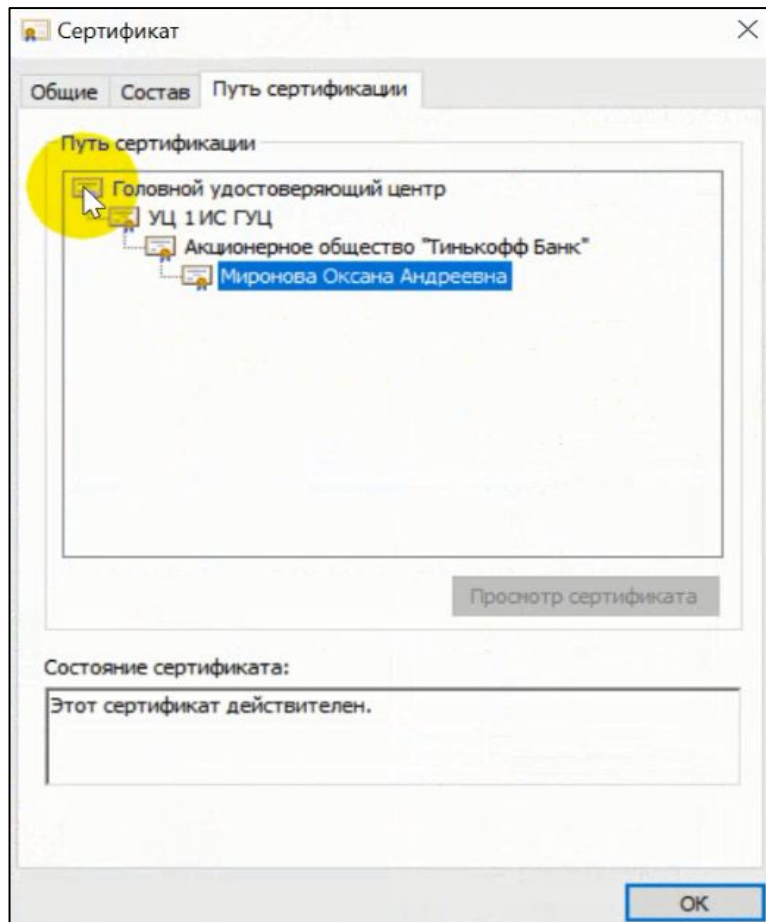 Сертификат
Общие Состав Путь сертификации
Путь сертификации
Головной удостоверяющий центр
УЦ 1 ИС ГУЦ
Акционерное общество "Тинькофф Банк"
Миронова Оксана Андреевна
Просмотр сертификата
Состояние сертификата:
Этот сертификат действителен.
ОК